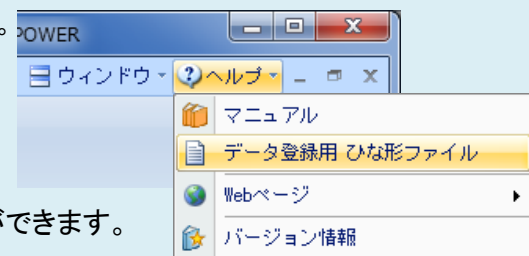 。
POWER
ウィンドウ
ヘルプ
マニュアル
データ登録用 ひな形ファイル
Webページ
バージョン情報
ができます。